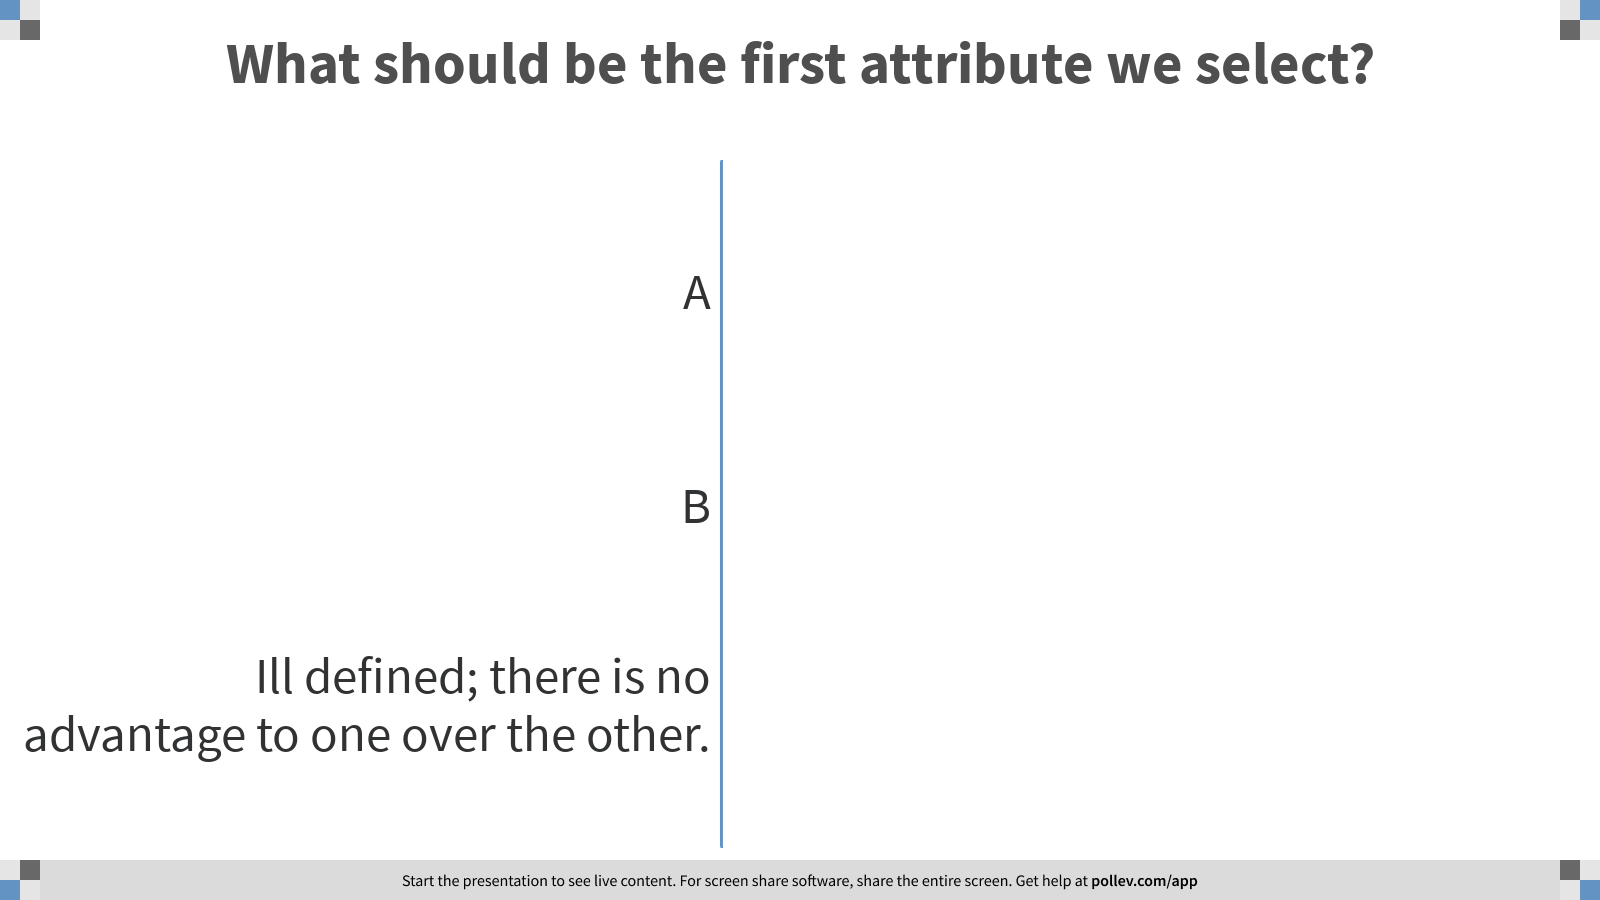 What should be the first attribute we select?
A
B
Ill defined; there is no
advantage to one over the other.
Start the presentation to see live content. For screen share software, share the entire screen. Get help at pollev.com/app